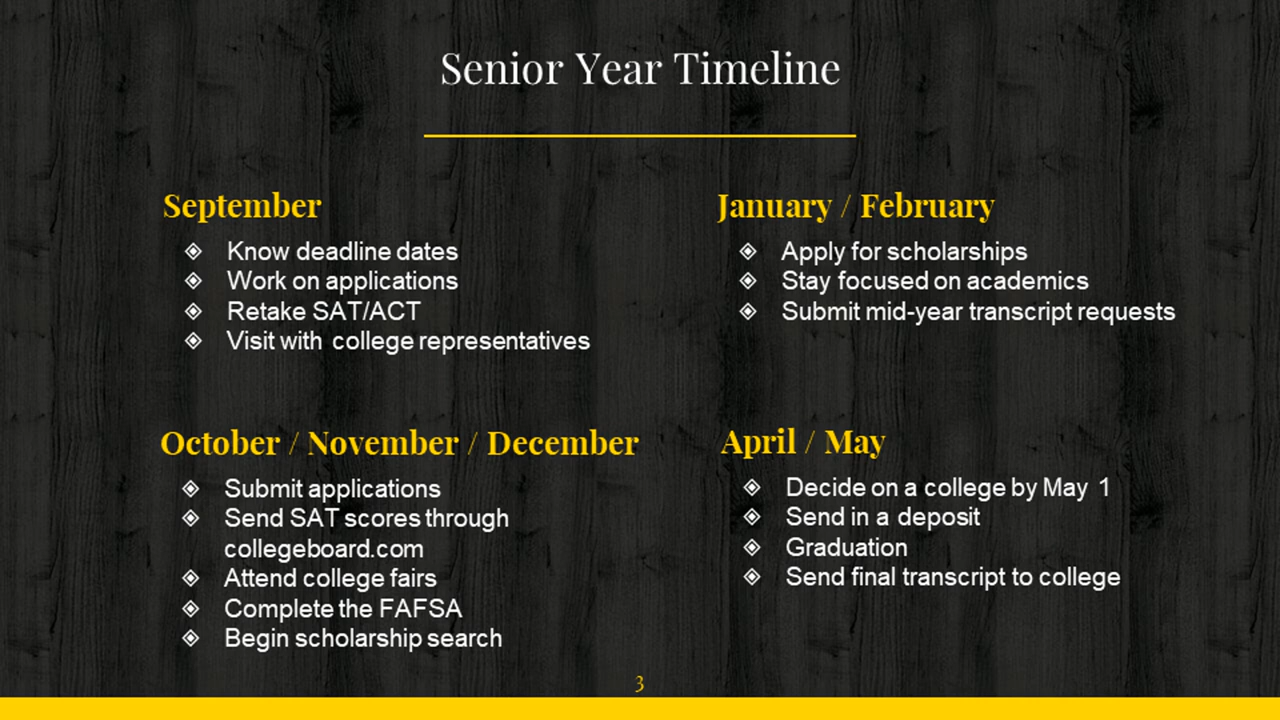 Senior Year Timeline
September
Know deadline dates
Work on applications
Retake SAT/ACT
Visit with college representatives
October / November / December
Submit applications
Send SAT scores through
collegeboard.com
Attend college fairs
Complete the FAFSA
Begin scholarship search
January / February
Apply for scholarships
Stay focused on academics
Submit mid-year transcript requests
April / May
Decide on a college by May 1
Send in a deposit
Graduation
Send final transcript to college
3